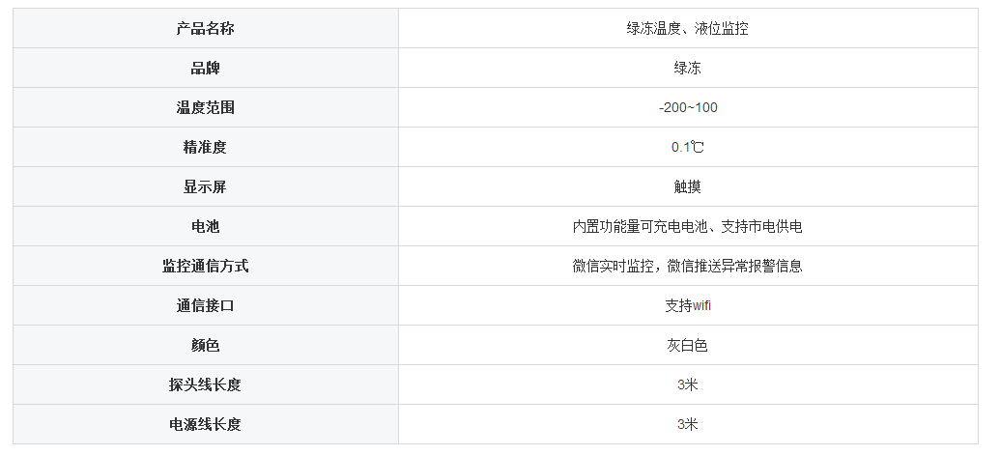 产品名称 绿冻温度、液位监控
品牌 绿冻
温度范围 -200~100
精准度 0.1℃
显示屏 触摸
电池 内置功能量可充电电池、支持市电供电
监控通信方式 微信实时监控，微信推送异常报警信息
通信接口 支持wifi
颜色 灰白色
探头线长度 3米
电源线长度 3米